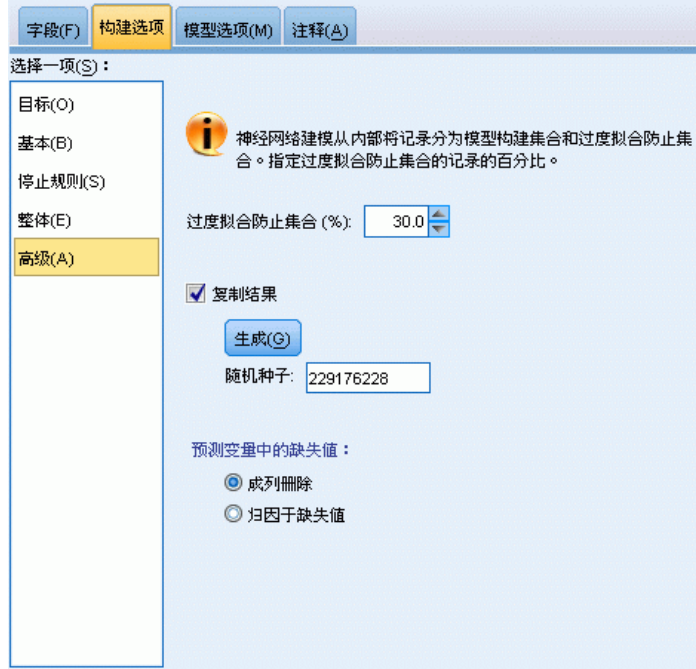 字段(F) 构建选项 模型选项(M) 注释(A)
选择一项(S)：
目标(O)
基本(B)
停止规则(S)
整体(E)
高级(A)
神经网络建模从内部将记录分为模型构建集合和过度拟合防止集
合。指定过度拟合防止集合的记录的百分比。
过度拟合防止集合 (%): 30.0
复制结果
生成(G)
随机种子: 229176228
预测变量中的缺失值：
成列删除
归因于缺失值